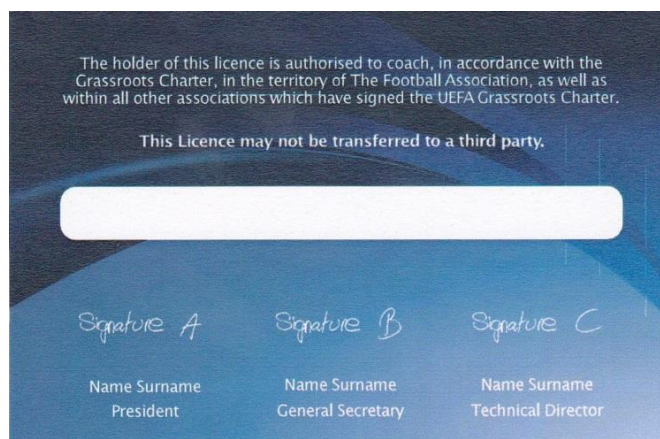 The holder of this licence is authorised to coach, in accordance with the
Grassroots Charter, in the territory of The Football Association, as well as
within all other associations which have signed the UEFA Grassroots Charter.
This Licence may not be transferred to a third party.
Signature A Signature B Signature C
Name Surname Name Surname Name Surname
President General Secretary Technical Director